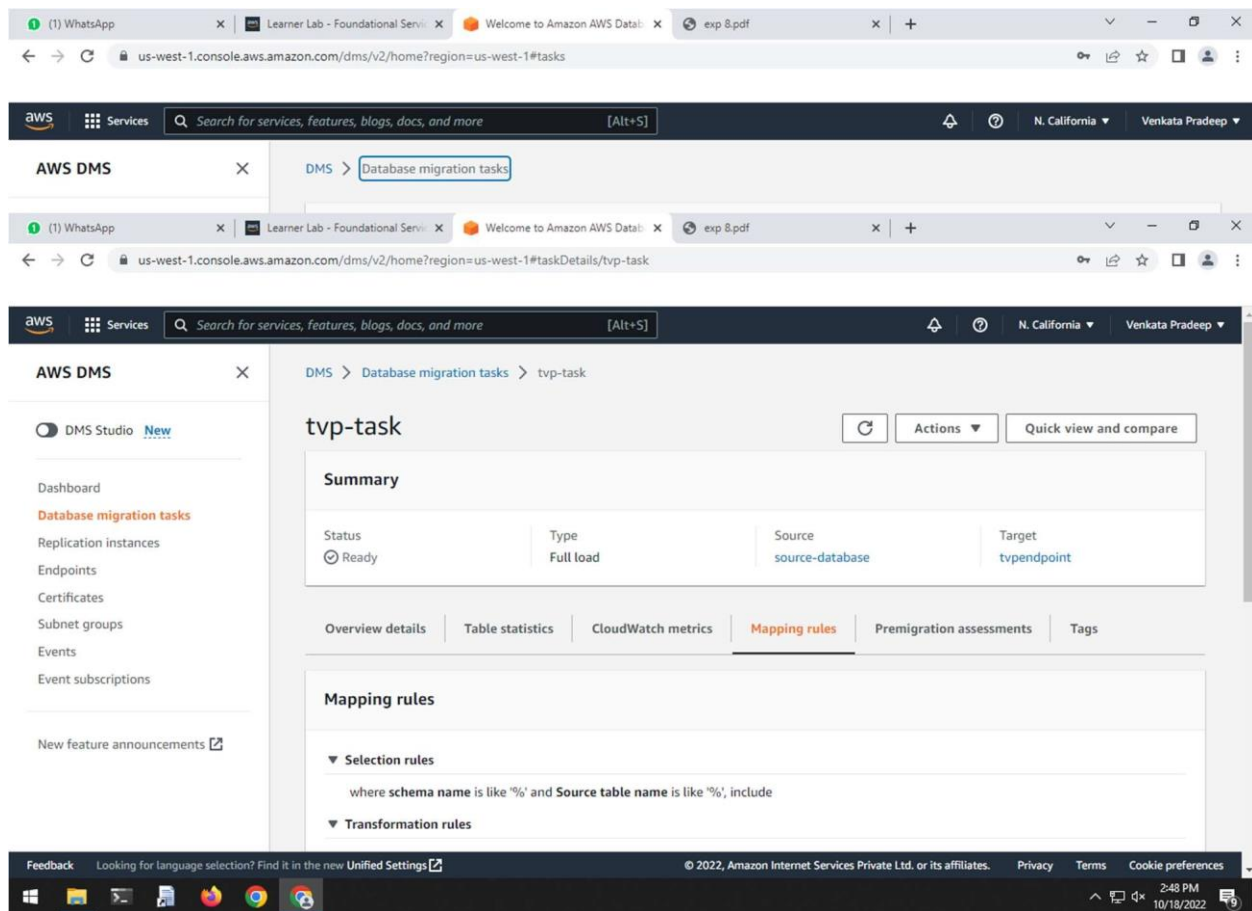 (1) WhatsApp
Learner Lab - Foundational Servic
Welcome to Amazon AWS Datab
exp 8.pdf
us-west-1.console.aws.amazon.com/dms/v2/home?region=us-west-1#tasks
aws Services Search for services, features, blogs, docs, and more [Alt+S] N. California ▼ Venkata Pradeep ▼
AWS DMS
DMS > Database migration tasks
(1) WhatsApp
Learner Lab - Foundational Servic
Welcome to Amazon AWS Datab
exp 8.pdf
us-west-1.console.aws.amazon.com/dms/v2/home?region=us-west-1#taskDetails/tvp-task
aws Services Search for services, features, blogs, docs, and more [Alt+S] N. California ▼ Venkata Pradeep ▼
AWS DMS
DMS Studio New
Dashboard
Database migration tasks
Replication instances
Endpoints
Certificates
Subnet groups
Events
Event subscriptions
New feature announcements
DMS > Database migration tasks > tvp-task
tvp-task
Actions ▼ Quick view and compare
Summary
Status Type Source Target
Ready Full load source-database tvpendpoint
Overview details Table statistics CloudWatch metrics Mapping rules Premigration assessments Tags
Mapping rules
▼ Selection rules
where schema name is like '%' and Source table name is like '%', include
▼ Transformation rules
Feedback Looking for language selection? Find it in the new Unified Settings © 2022, Amazon Internet Services Private Ltd. or its affiliates. Privacy Terms Cookie preferences
2:48 PM
10/18/2022
9